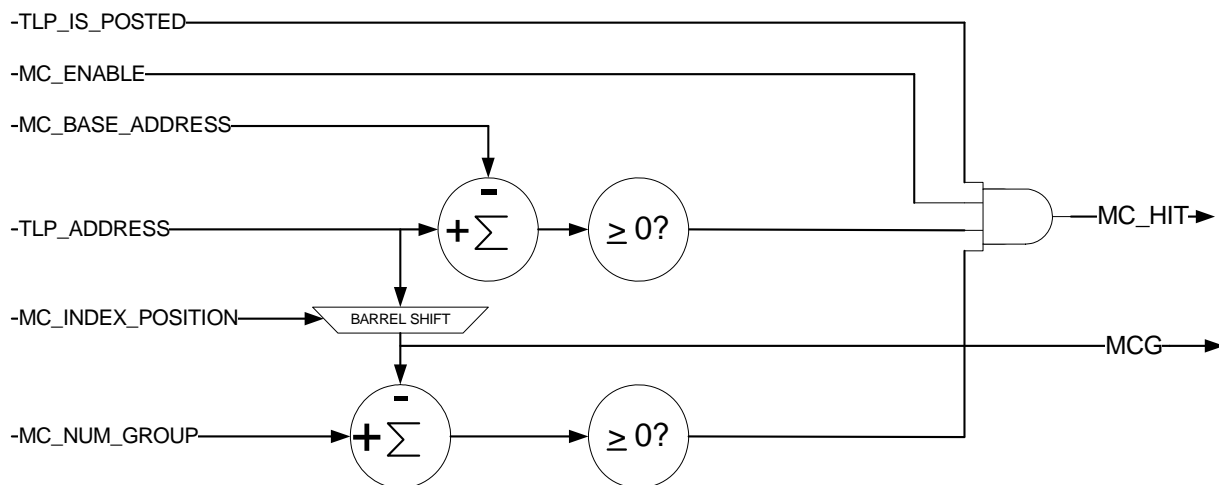 -TLP_IS_POSTED
-MC_ENABLE
-MC_BASE_ADDRESS
-
-TLP_ADDRESS
+ Σ
≥ 0?
MC_HIT
-MC_INDEX_POSITION
BARREL SHIFT
MCG
-
-MC_NUM_GROUP
+ Σ
≥ 0?